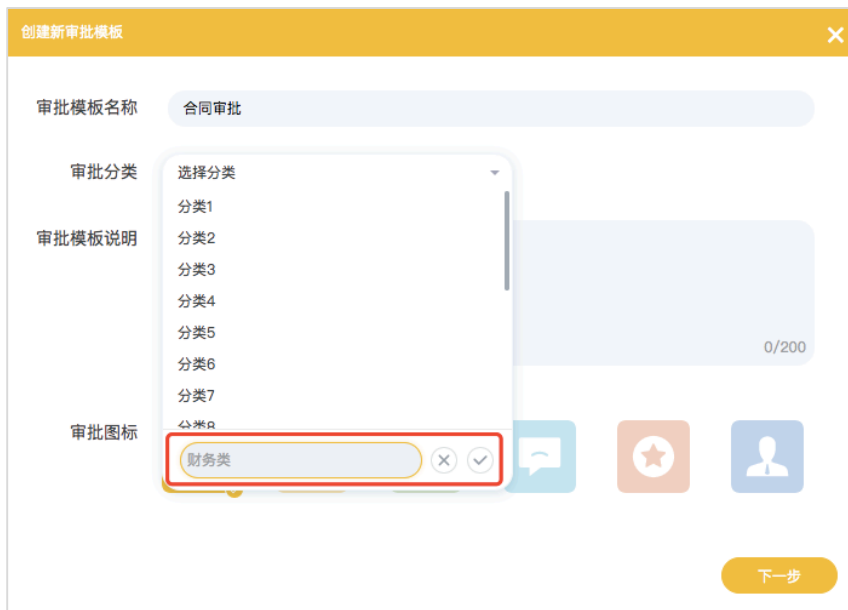 创建新审批模板
审批模板名称
合同审批
审批分类
选择分类
分类1
审批模板说明
分类2
分类3
分类4
分类5
0/200
分类6
分类7
审批图标
分类8
财务类
下一步